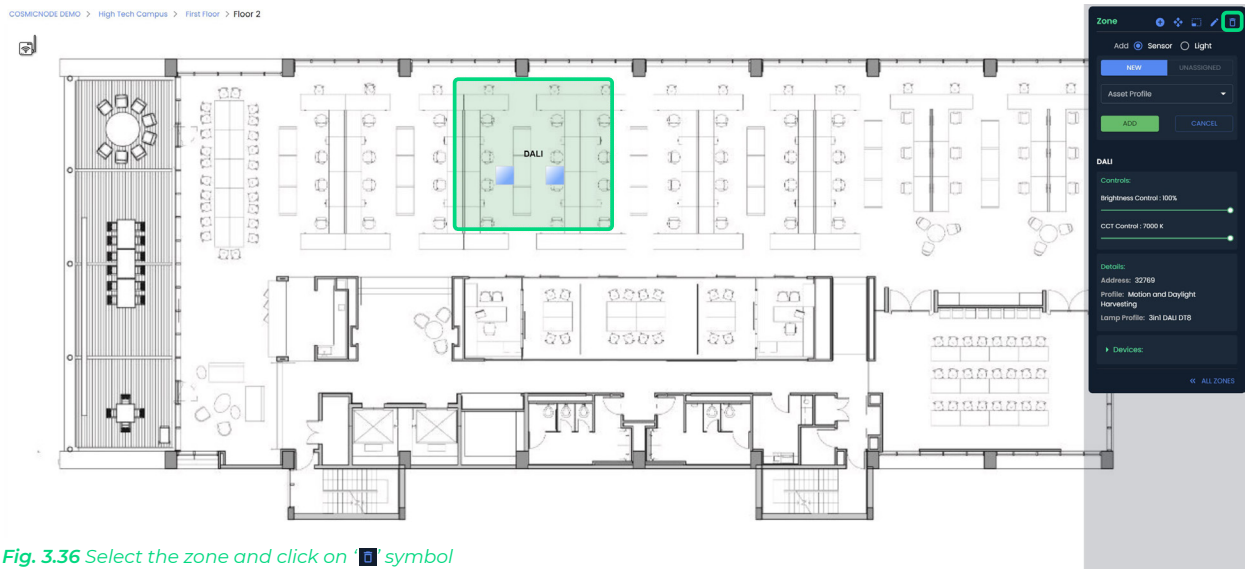 COSMICNODE DEMO > High Tech Campus > First Floor > Floor 2
DALI
Zone
Add Sensor Light
NEW UNASSIGNED
Asset Profile
ADD CANCEL
DALI
Controls:
Brightness Control : 100%
CCT Control : 7000 K
Details:
Address: 32769
Profile: Motion and Daylight
Harvesting
Lamp Profile: 3in1 DALI DT8
Devices:
« ALL ZONES
Fig. 3.36 Select the zone and click on ‘ ’ symbol